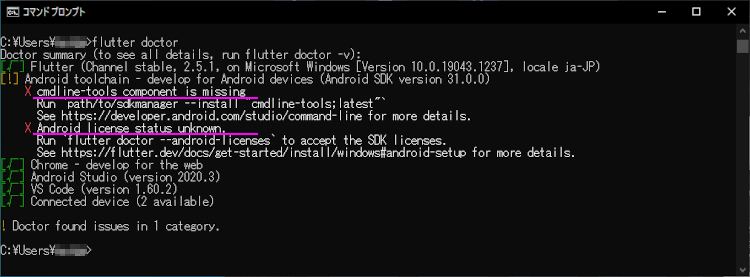 コマンド プロンプト
C:¥Users¥>flutter doctor
Doctor summary (to see all details, run flutter doctor -v):
[√] Flutter (Channel stable, 2.5.1, on Microsoft Windows [Version 10.0.19043.1237], locale ja-JP)
[!] Android toolchain - develop for Android devices (Android SDK version 31.0.0)
X cmdline-tools component is missing
Run `path/to/sdkmanager --install "cmdline-tools;latest"`
See https://developer.android.com/studio/command-line for more details.
X Android license status unknown.
Run `flutter doctor --android-licenses` to accept the SDK licenses.
See https://flutter.dev/docs/get-started/install/windows#android-setup for more details.
[√] Chrome - develop for the web
[√] Android Studio (version 2020.3)
[√] VS Code (version 1.60.2)
[√] Connected device (2 available)
! Doctor found issues in 1 category.
C:¥Users¥>